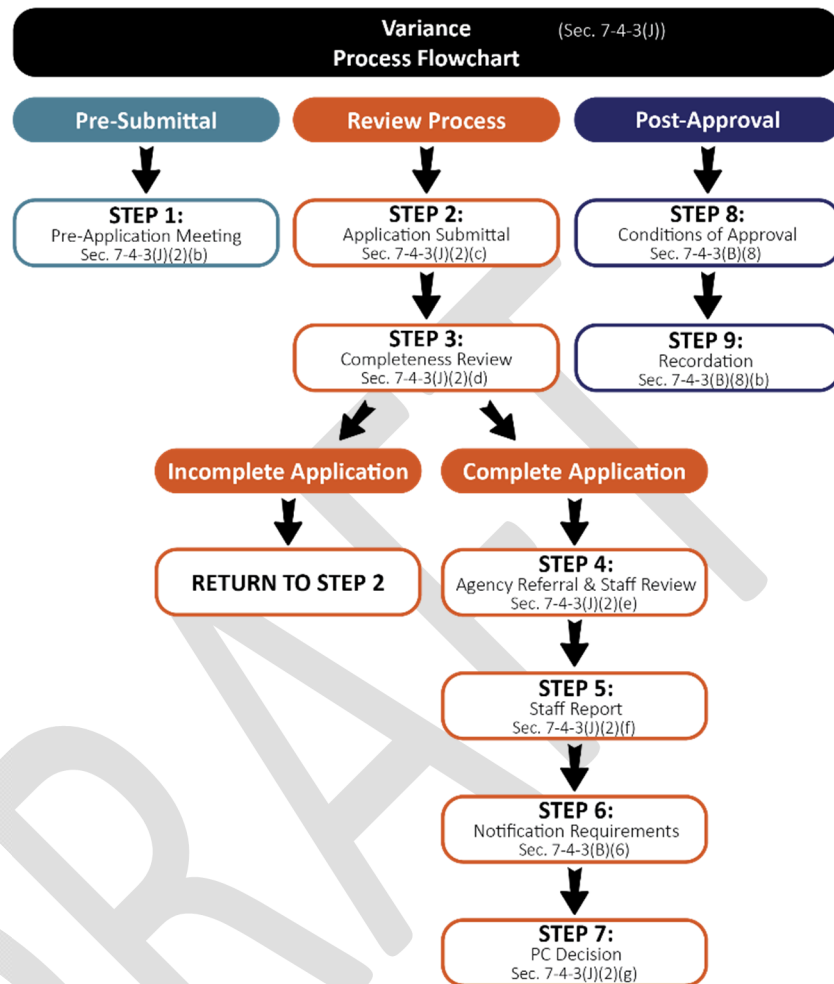 Variance (Sec. 7-4-3(J))
Process Flowchart
Pre-Submittal
STEP 1:
Pre-Application Meeting
Sec. 7-4-3(J)(2)(b)
Review Process
STEP 2:
Application Submittal
Sec. 7-4-3(J)(2)(c)
STEP 3:
Completeness Review
Sec. 7-4-3(J)(2)(d)
Incomplete Application
RETURN TO STEP 2
Complete Application
STEP 4:
Agency Referral & Staff Review
Sec. 7-4-3(J)(2)(e)
STEP 5:
Staff Report
Sec. 7-4-3(J)(2)(f)
STEP 6:
Notification Requirements
Sec. 7-4-3(B)(6)
STEP 7:
PC Decision
Sec. 7-4-3(J)(2)(g)
Post-Approval
STEP 8:
Conditions of Approval
Sec. 7-4-3(B)(8)
STEP 9:
Recordation
Sec. 7-4-3(B)(8)(b)
DRAFT